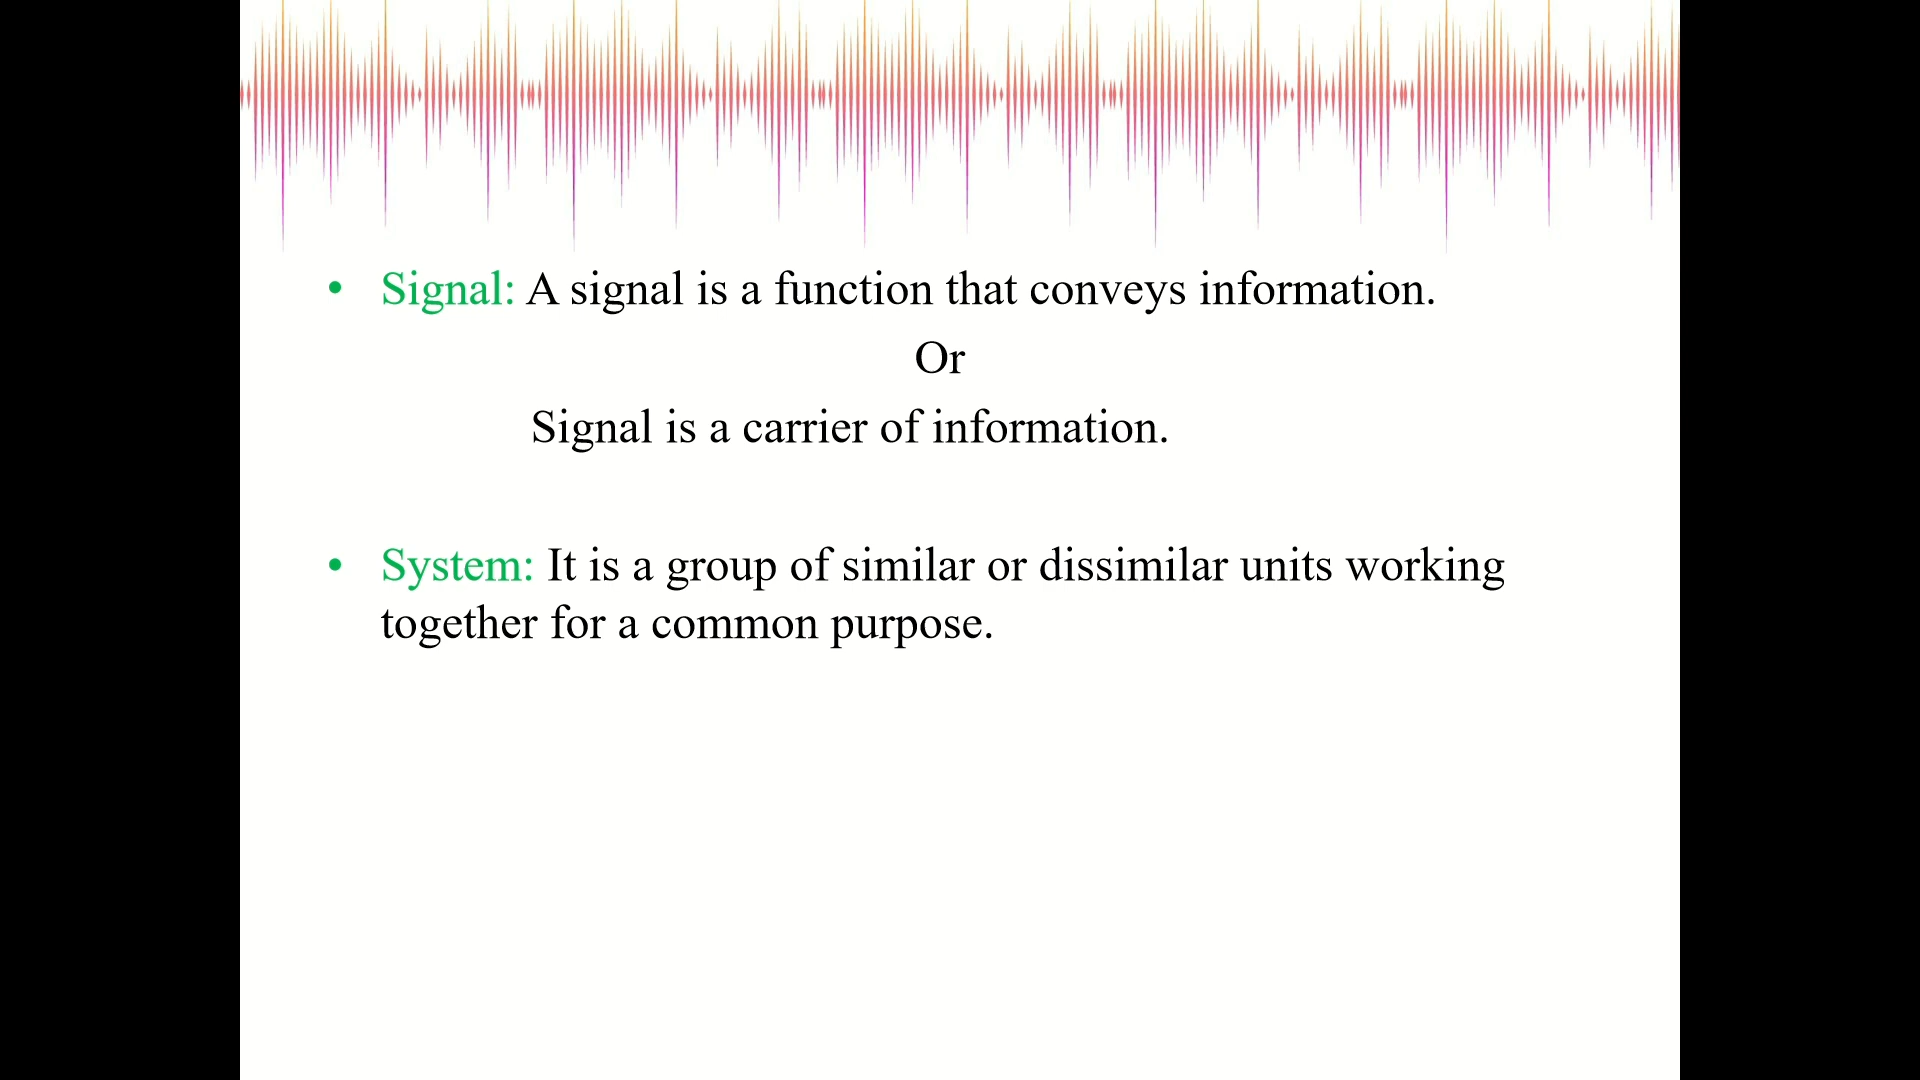 • Signal: A signal is a function that conveys information.
Or
Signal is a carrier of information.
• System: It is a group of similar or dissimilar units working
together for a common purpose.